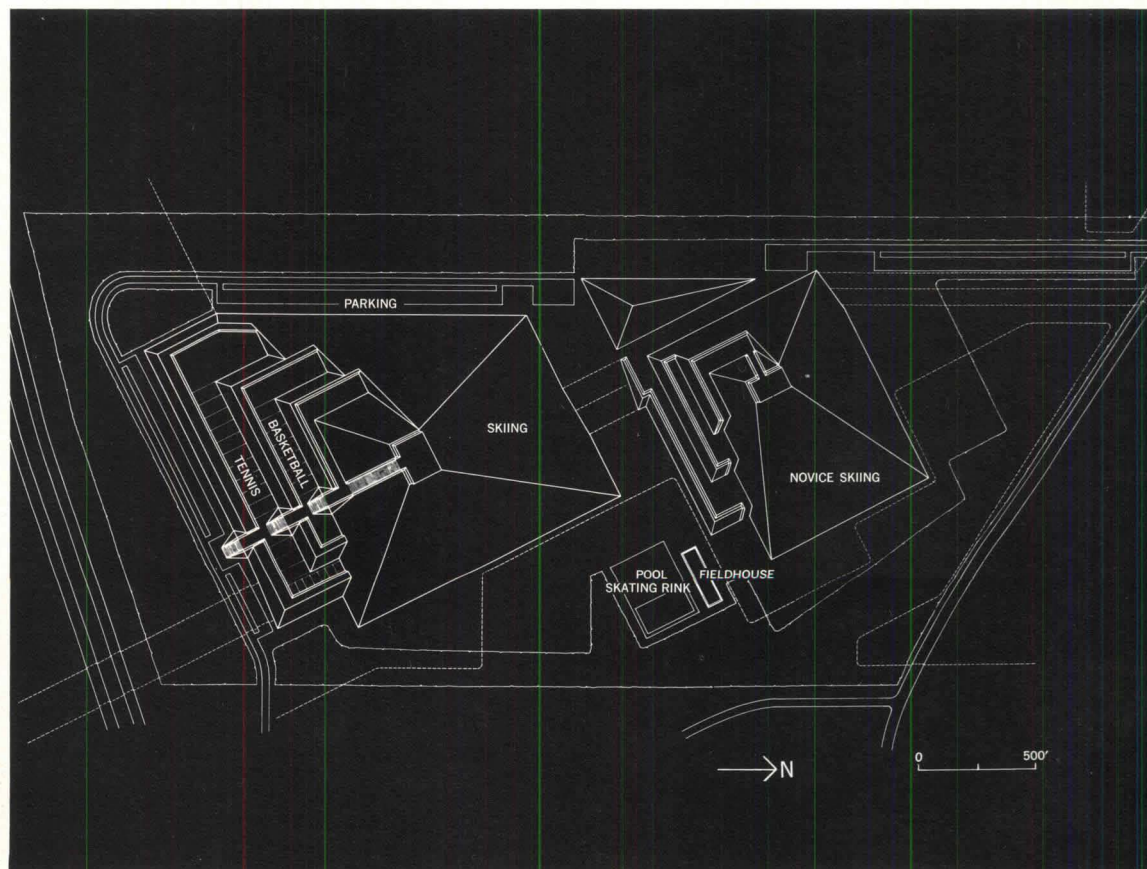 PARKING
SKIING
BASKETBALL
TENNIS
NOVICE SKIING
POOL
SKATING RINK
FIELDHOUSE
N
0 500'